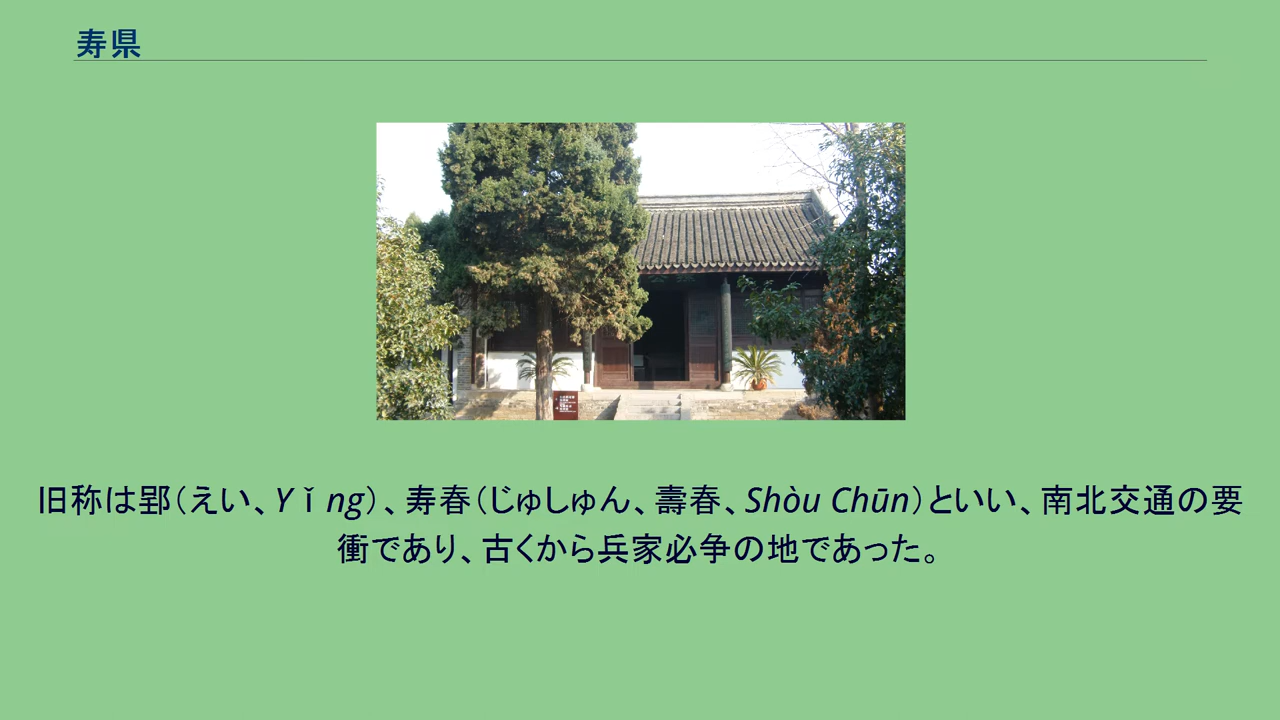 寿県
旧称は郢（えい、Yǐng）、寿春（じゅしゅん、壽春、Shòu Chūn）といい、南北交通の要
衝であり、古くから兵家必争の地であった。